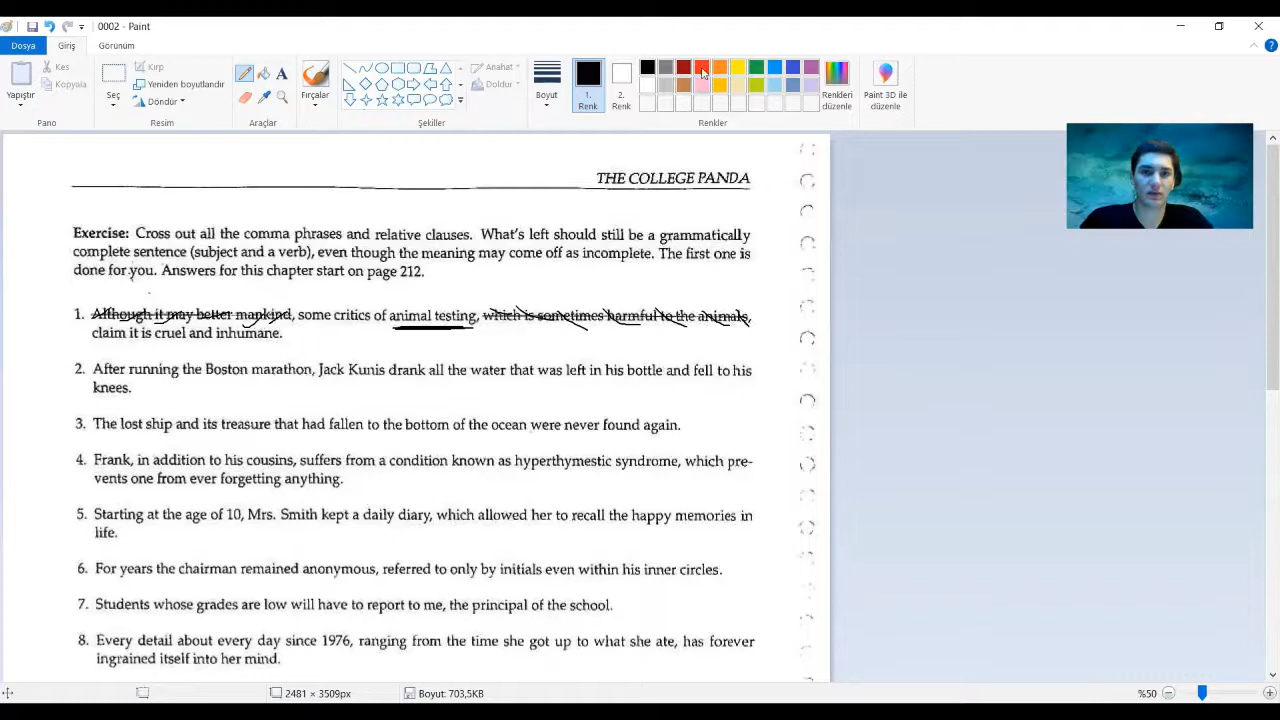 0002 - Paint
Dosya Giriş Görünüm
Yapıştır
Kes
Kopyala
Pano
Seç
Kırp
Yeniden boyutlandır
Döndür
Resim
A
Araçlar
Fırçalar
Anahat
Doldur
Şekiller
Boyut
1.
Renk
2.
Renk
Renkleri
düzenle
Renkler
Paint 3D ile
düzenle
THE COLLEGE PANDA
Exercise: Cross out all the comma phrases and relative clauses. What's left should still be a grammatically
complete sentence (subject and a verb), even though the meaning may come off as incomplete. The first one is
done for you. Answers for this chapter start on page 212.
1. Although it may better mankind, some critics of animal testing, which is sometimes harmful to the animals,
claim it is cruel and inhumane.
2. After running the Boston marathon, Jack Kunis drank all the water that was left in his bottle and fell to his
knees.
3. The lost ship and its treasure that had fallen to the bottom of the ocean were never found again.
4. Frank, in addition to his cousins, suffers from a condition known as hyperthymestic syndrome, which pre-
vents one from ever forgetting anything.
5. Starting at the age of 10, Mrs. Smith kept a daily diary, which allowed her to recall the happy memories in
life.
6. For years the chairman remained anonymous, referred to only by initials even within his inner circles.
7. Students whose grades are low will have to report to me, the principal of the school.
8. Every detail about every day since 1976, ranging from the time she got up to what she ate, has forever
ingrained itself into her mind.
2481 × 3509px
Boyut: 703,5KB
%50